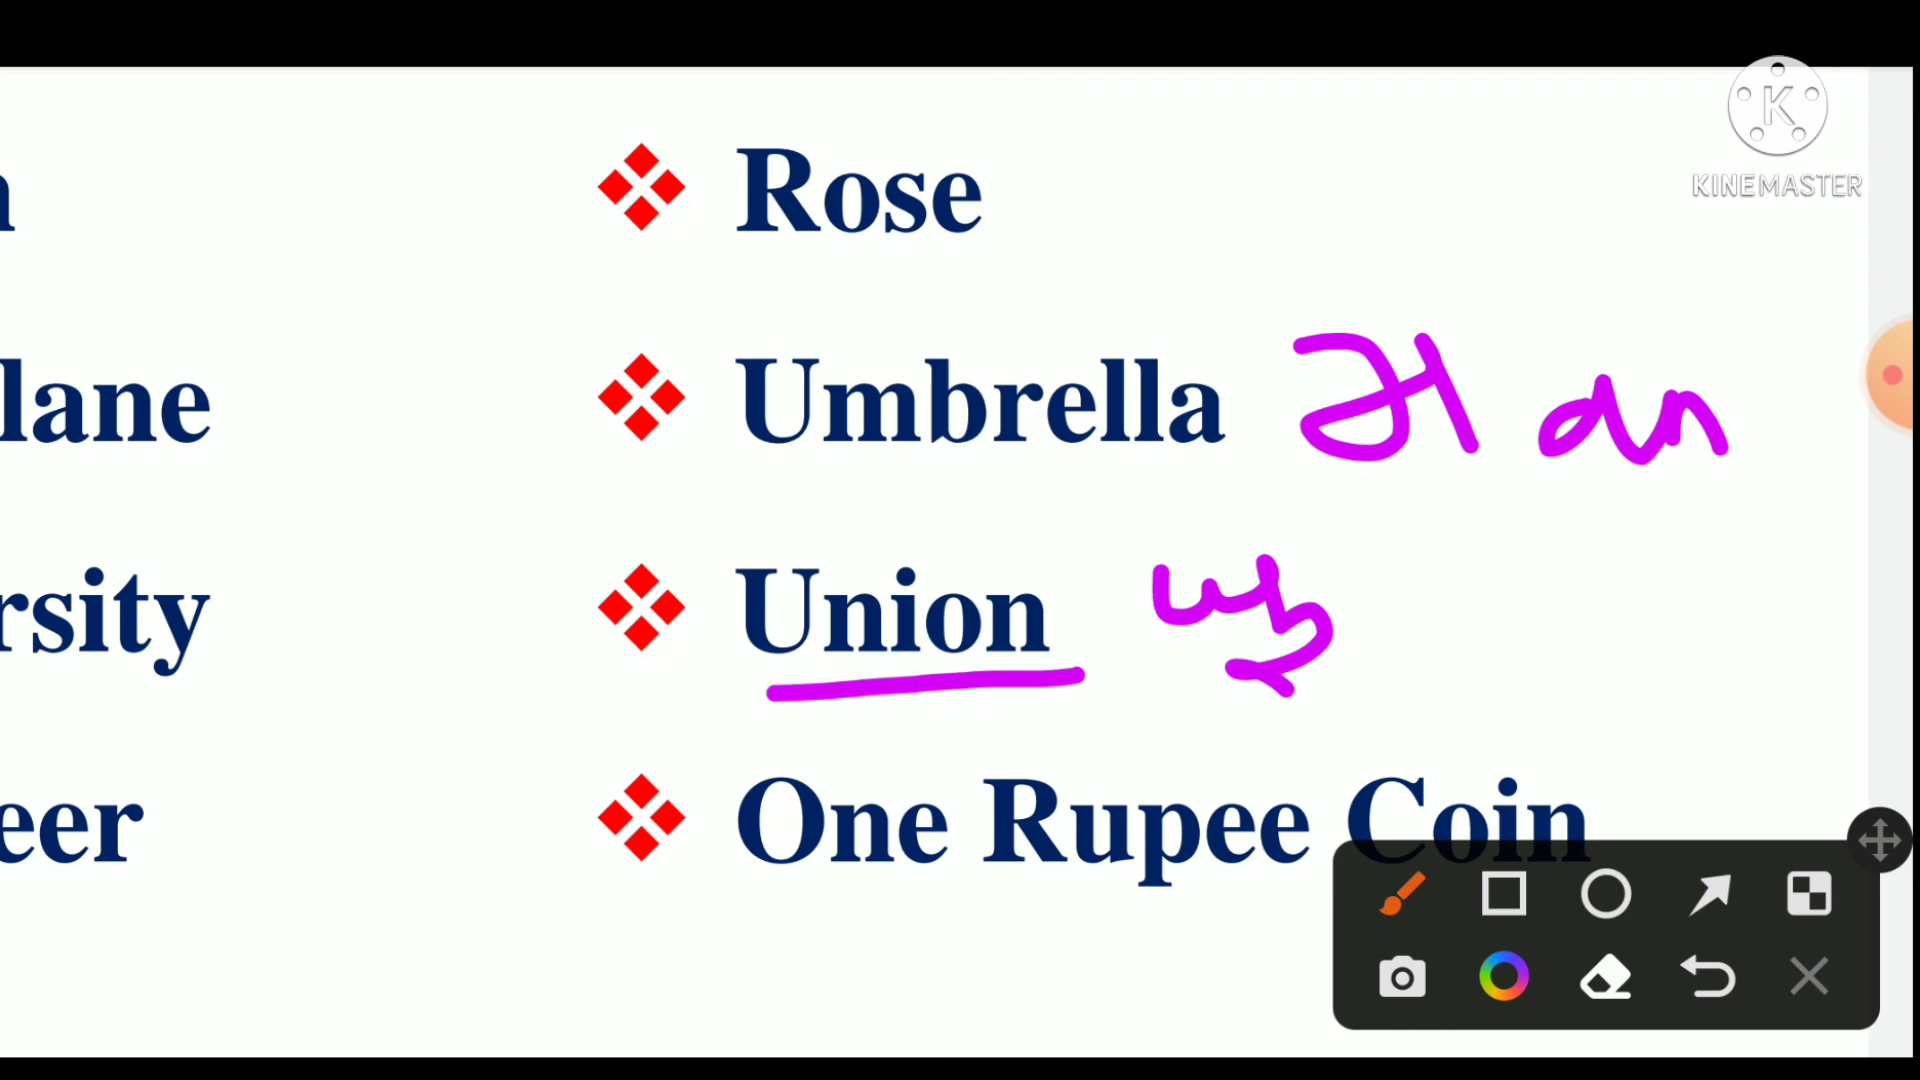 KINEMASTER
n ❖ Rose
lane ❖ Umbrella an
rsity ❖ Union
eer ❖ One Rupee Coin